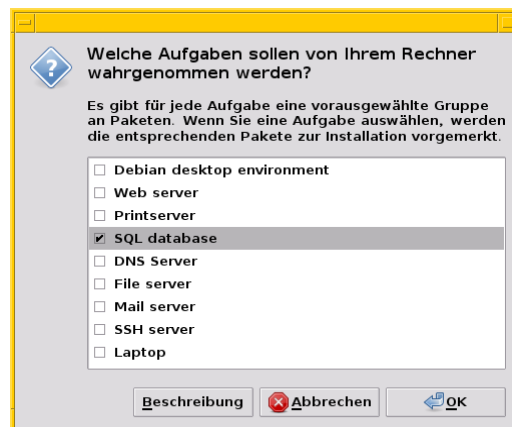 Welche Aufgaben sollen von Ihrem Rechner
wahrgenommen werden?
Es gibt für jede Aufgabe eine vorausgewählte Gruppe
an Paketen. Wenn Sie eine Aufgabe auswählen, werden
die entsprechenden Pakete zur Installation vorgemerkt.
Debian desktop environment
Web server
Printserver
SQL database
DNS Server
File server
Mail server
SSH server
Laptop
Beschreibung Abbrechen OK